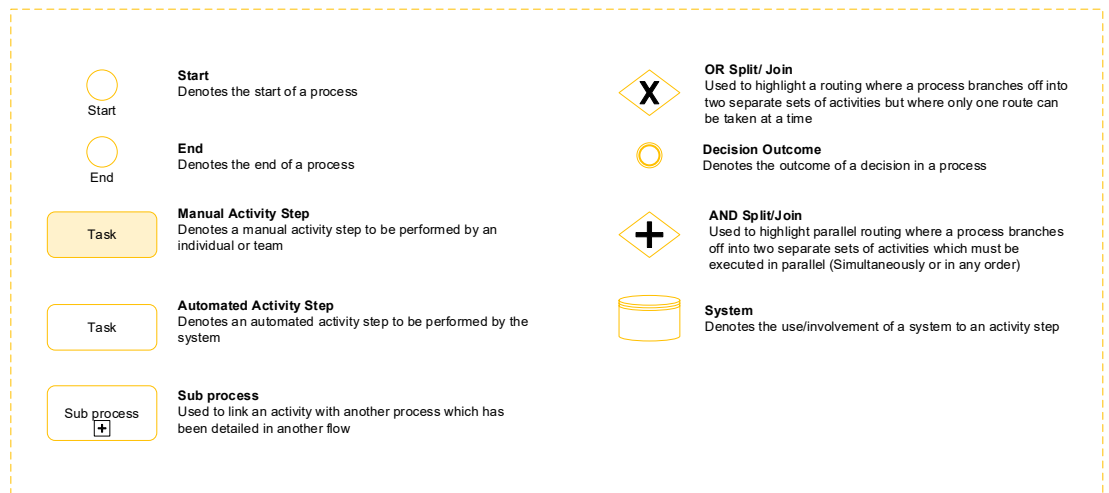 Start
Start
Denotes the start of a process
End
End
Denotes the end of a process
Task
Manual Activity Step
Denotes a manual activity step to be performed by an
individual or team
Task
Automated Activity Step
Denotes an automated activity step to be performed by the
system
Sub process
+
Sub process
Used to link an activity with another process which has
been detailed in another flow
X
OR Split/ Join
Used to highlight a routing where a process branches off into
two separate sets of activities but where only one route can
be taken at a time
Decision Outcome
Denotes the outcome of a decision in a process
+
AND Split/Join
Used to highlight parallel routing where a process branches
off into two separate sets of activities which must be
executed in parallel (Simultaneously or in any order)
System
Denotes the use/involvement of a system to an activity step